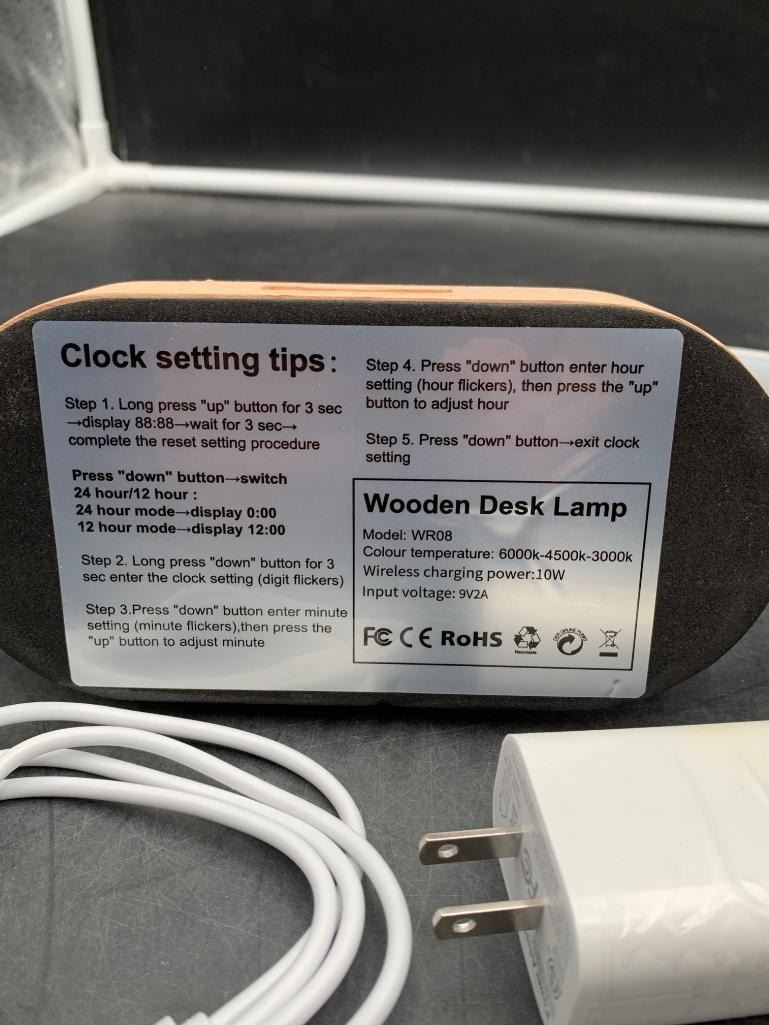 Clock setting tips:
Step 1. Long press "up" button for 3 sec
→display 88:88→wait for 3 sec→
complete the reset setting procedure
Press "down" button→switch
24 hour/12 hour :
24 hour mode→display 0:00
12 hour mode→display 12:00
Step 2. Long press "down" button for 3
sec enter the clock setting (digit flickers)
Step 3.Press "down" button enter minute
setting (minute flickers),then press the
"up" button to adjust minute
Step 4. Press "down" button enter hour
setting (hour flickers), then press the "up"
button to adjust hour
Step 5. Press "down" button→exit clock
setting
Wooden Desk Lamp
Model: WR08
Colour temperature: 6000k-4500k-3000k
Wireless charging power:10W
Input voltage: 9V2A
FC CE RoHS
Recyclable